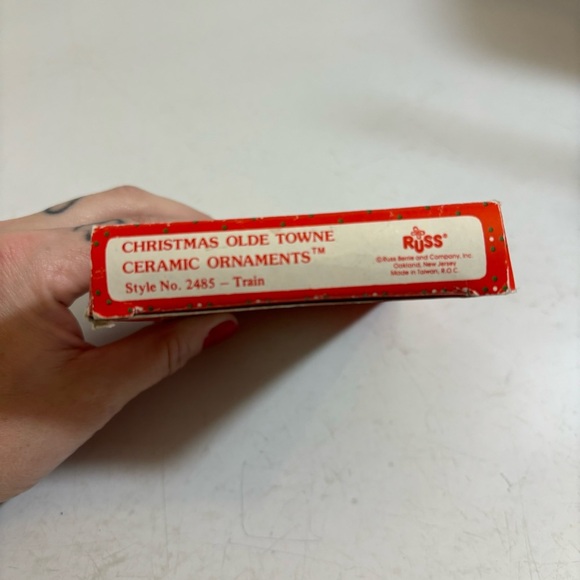 CHRISTMAS OLDE TOWNE
CERAMIC ORNAMENTS™
Style No. 2485 – Train
RUSS®
© Russ Berrie and Company, Inc.
Oakland, New Jersey
Made in Taiwan, R.O.C.